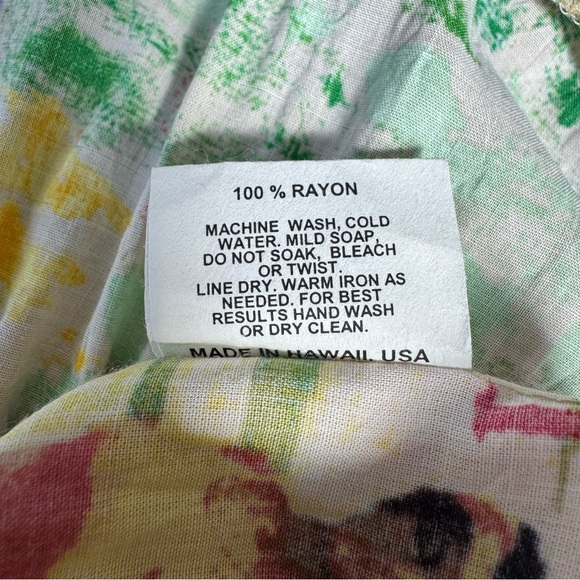 100 % RAYON
MACHINE WASH, COLD
WATER. MILD SOAP,
DO NOT SOAK, BLEACH
OR TWIST.
LINE DRY. WARM IRON AS
NEEDED. FOR BEST
RESULTS HAND WASH
OR DRY CLEAN.
MADE IN HAWAII, USA